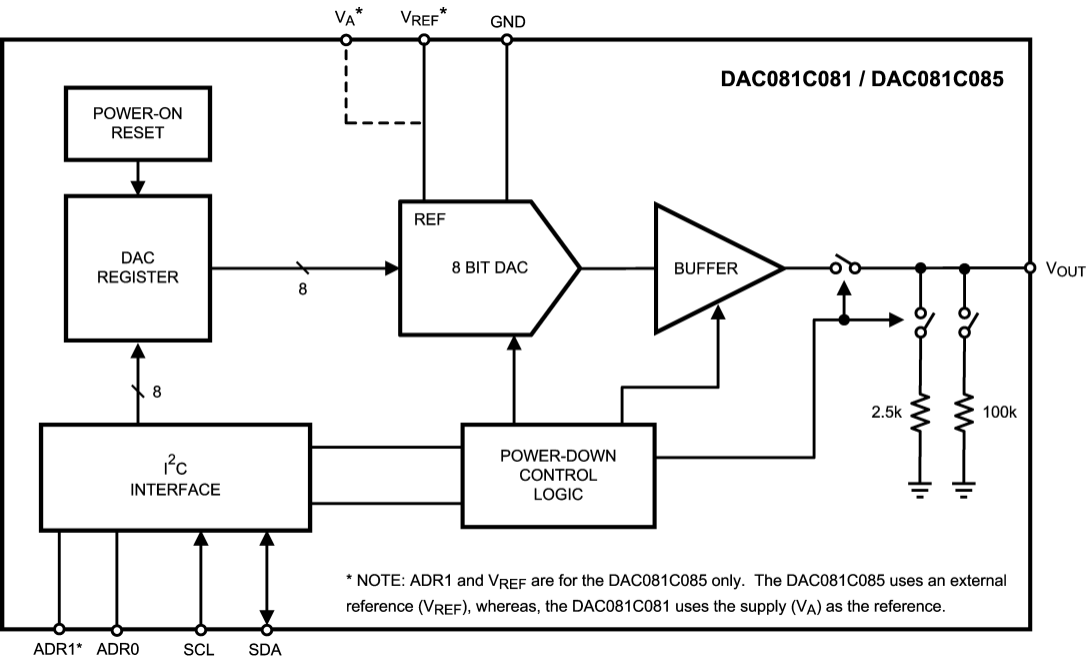 VA* VREF* GND
DAC081C081 / DAC081C085
POWER-ON
RESET
REF
DAC
REGISTER
8
8 BIT DAC
BUFFER
VOUT
8
2.5k 100k
I2C
INTERFACE
POWER-DOWN
CONTROL
LOGIC
* NOTE: ADR1 and VREF are for the DAC081C085 only. The DAC081C085 uses an external
reference (VREF), whereas, the DAC081C081 uses the supply (VA) as the reference.
ADR1* ADR0 SCL SDA